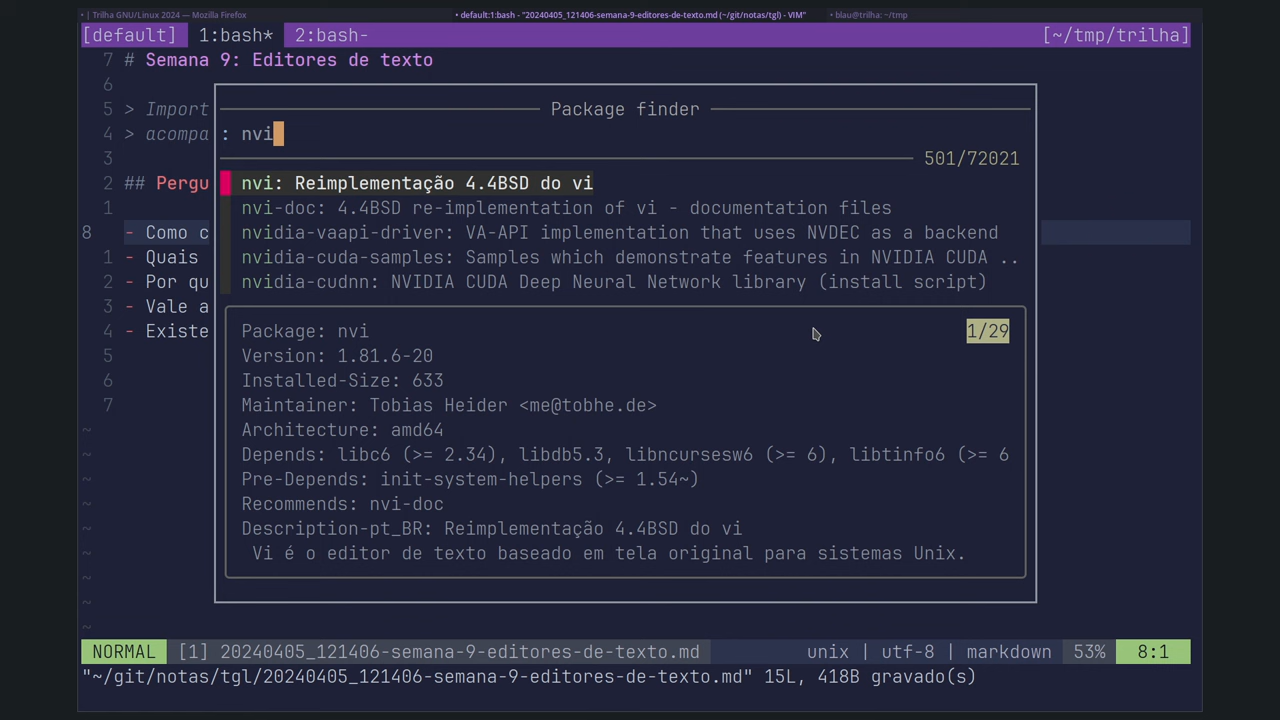 • | Trilha GNU/Linux 2024 — Mozilla Firefox • default:1:bash - "20240405_121406-semana-9-editores-de-texto.md (~/git/notas/tgl) - VIM" • blau@trilha: ~/tmp
[default] 1:bash* 2:bash- [~/tmp/trilha]
7 # Semana 9: Editores de texto
6
5 > Import
Package finder
4 > acompa
: nvi
3
501/72021
2 ## Pergu
nvi: Reimplementação 4.4BSD do vi
1
nvi-doc: 4.4BSD re-implementation of vi - documentation files
8 - Como c
nvidia-vaapi-driver: VA-API implementation that uses NVDEC as a backend
1 - Quais
nvidia-cuda-samples: Samples which demonstrate features in NVIDIA CUDA ..
2 - Por qu
nvidia-cudnn: NVIDIA CUDA Deep Neural Network library (install script)
3 - Vale a
4 - Existe
Package: nvi 1/29
5
Version: 1.81.6-20
6
Installed-Size: 633
7
Maintainer: Tobias Heider <me@tobhe.de>
~
Architecture: amd64
~
Depends: libc6 (>= 2.34), libdb5.3, libncursesw6 (>= 6), libtinfo6 (>= 6
~
Pre-Depends: init-system-helpers (>= 1.54~)
~
Recommends: nvi-doc
~
Description-pt_BR: Reimplementação 4.4BSD do vi
~
Vi é o editor de texto baseado em tela original para sistemas Unix.
~
~
~
NORMAL [1] 20240405_121406-semana-9-editores-de-texto.md unix | utf-8 | markdown 53% 8:1
"~/git/notas/tgl/20240405_121406-semana-9-editores-de-texto.md" 15L, 418B gravado(s)